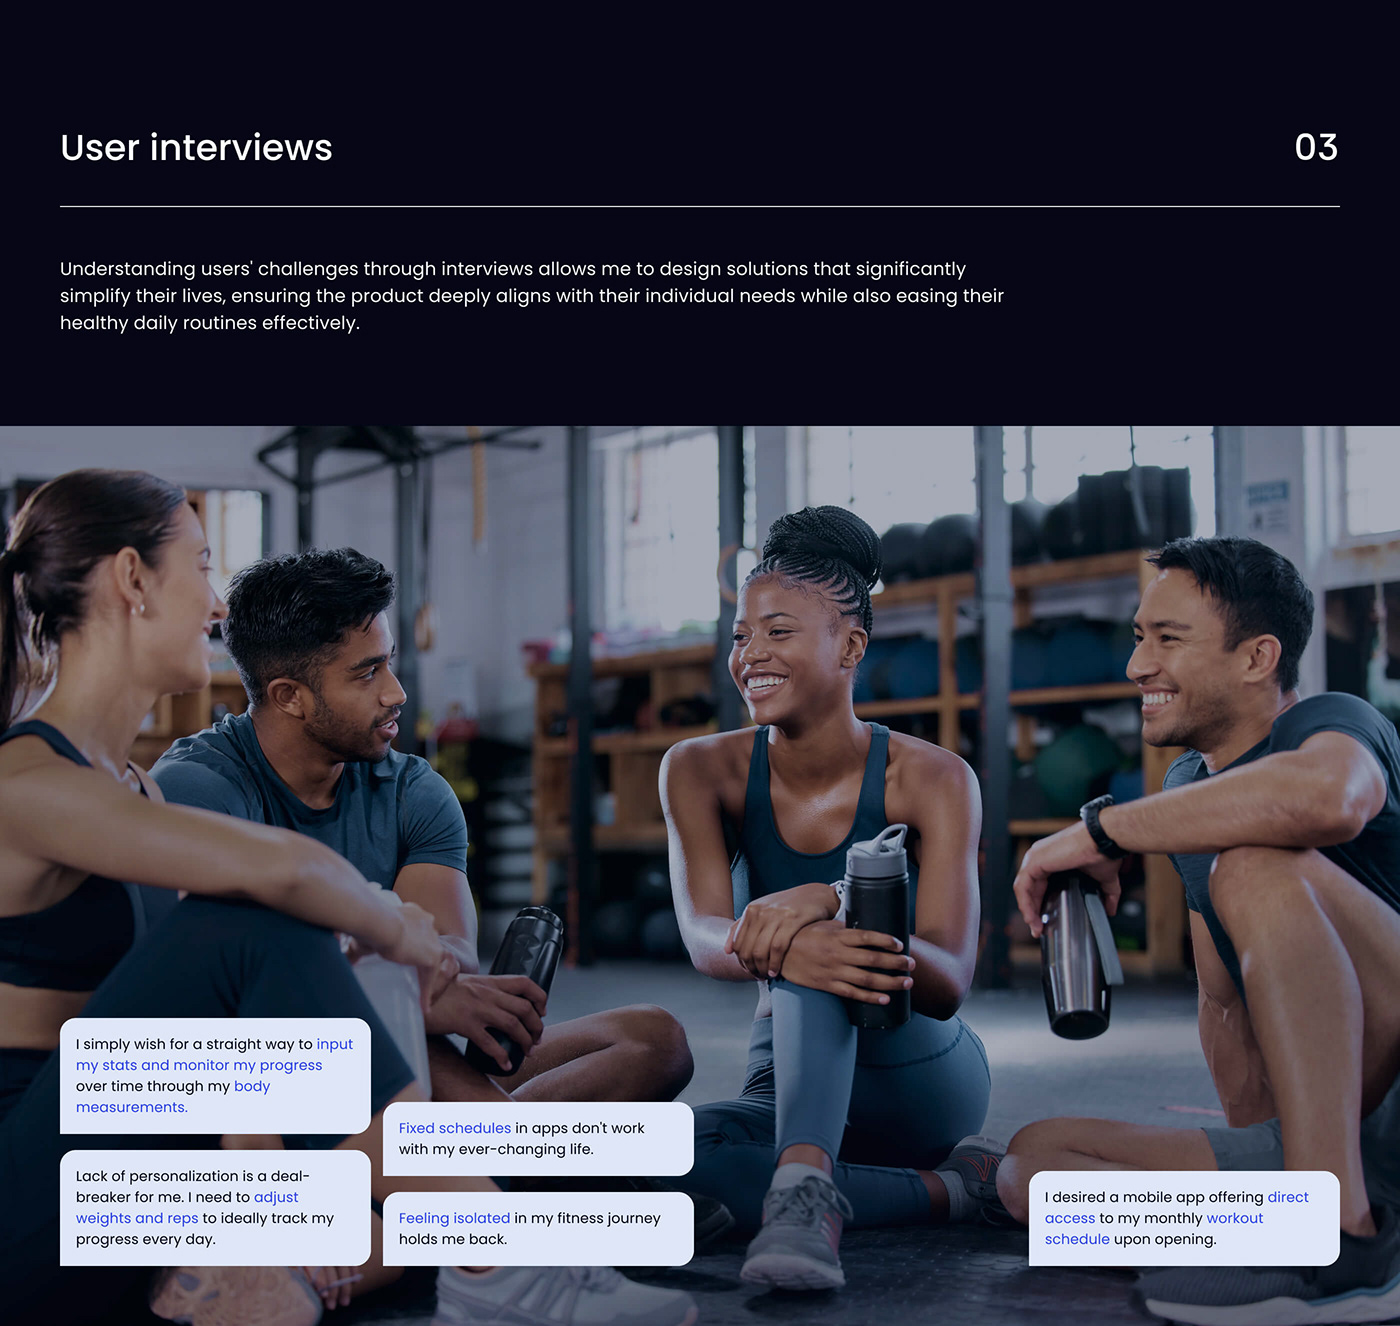 User interviews
03
Understanding users' challenges through interviews allows me to design solutions that significantly
simplify their lives, ensuring the product deeply aligns with their individual needs while also easing their
healthy daily routines effectively.
I simply wish for a straight way to input
my stats and monitor my progress
over time through my body
measurements.
Lack of personalization is a deal-
breaker for me. I need to adjust
weights and reps to ideally track my
progress every day.
Fixed schedules in apps don't work
with my ever-changing life.
Feeling isolated in my fitness journey
holds me back.
I desired a mobile app offering direct
access to my monthly workout
schedule upon opening.